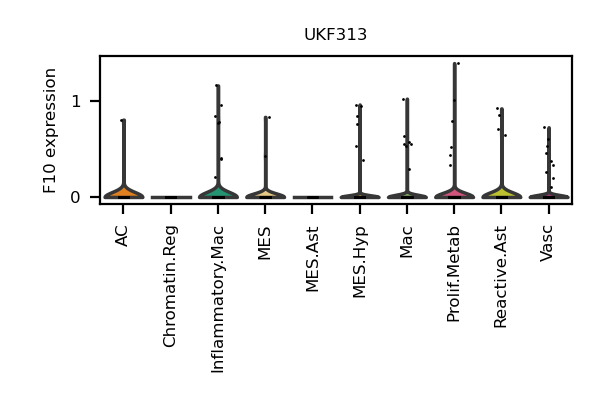 UKF313
F10 expression
1
0
AC
Chromatin.Reg
Inflammatory.Mac
MES
MES.Ast
MES.Hyp
Mac
Prolif.Metab
Reactive.Ast
Vasc